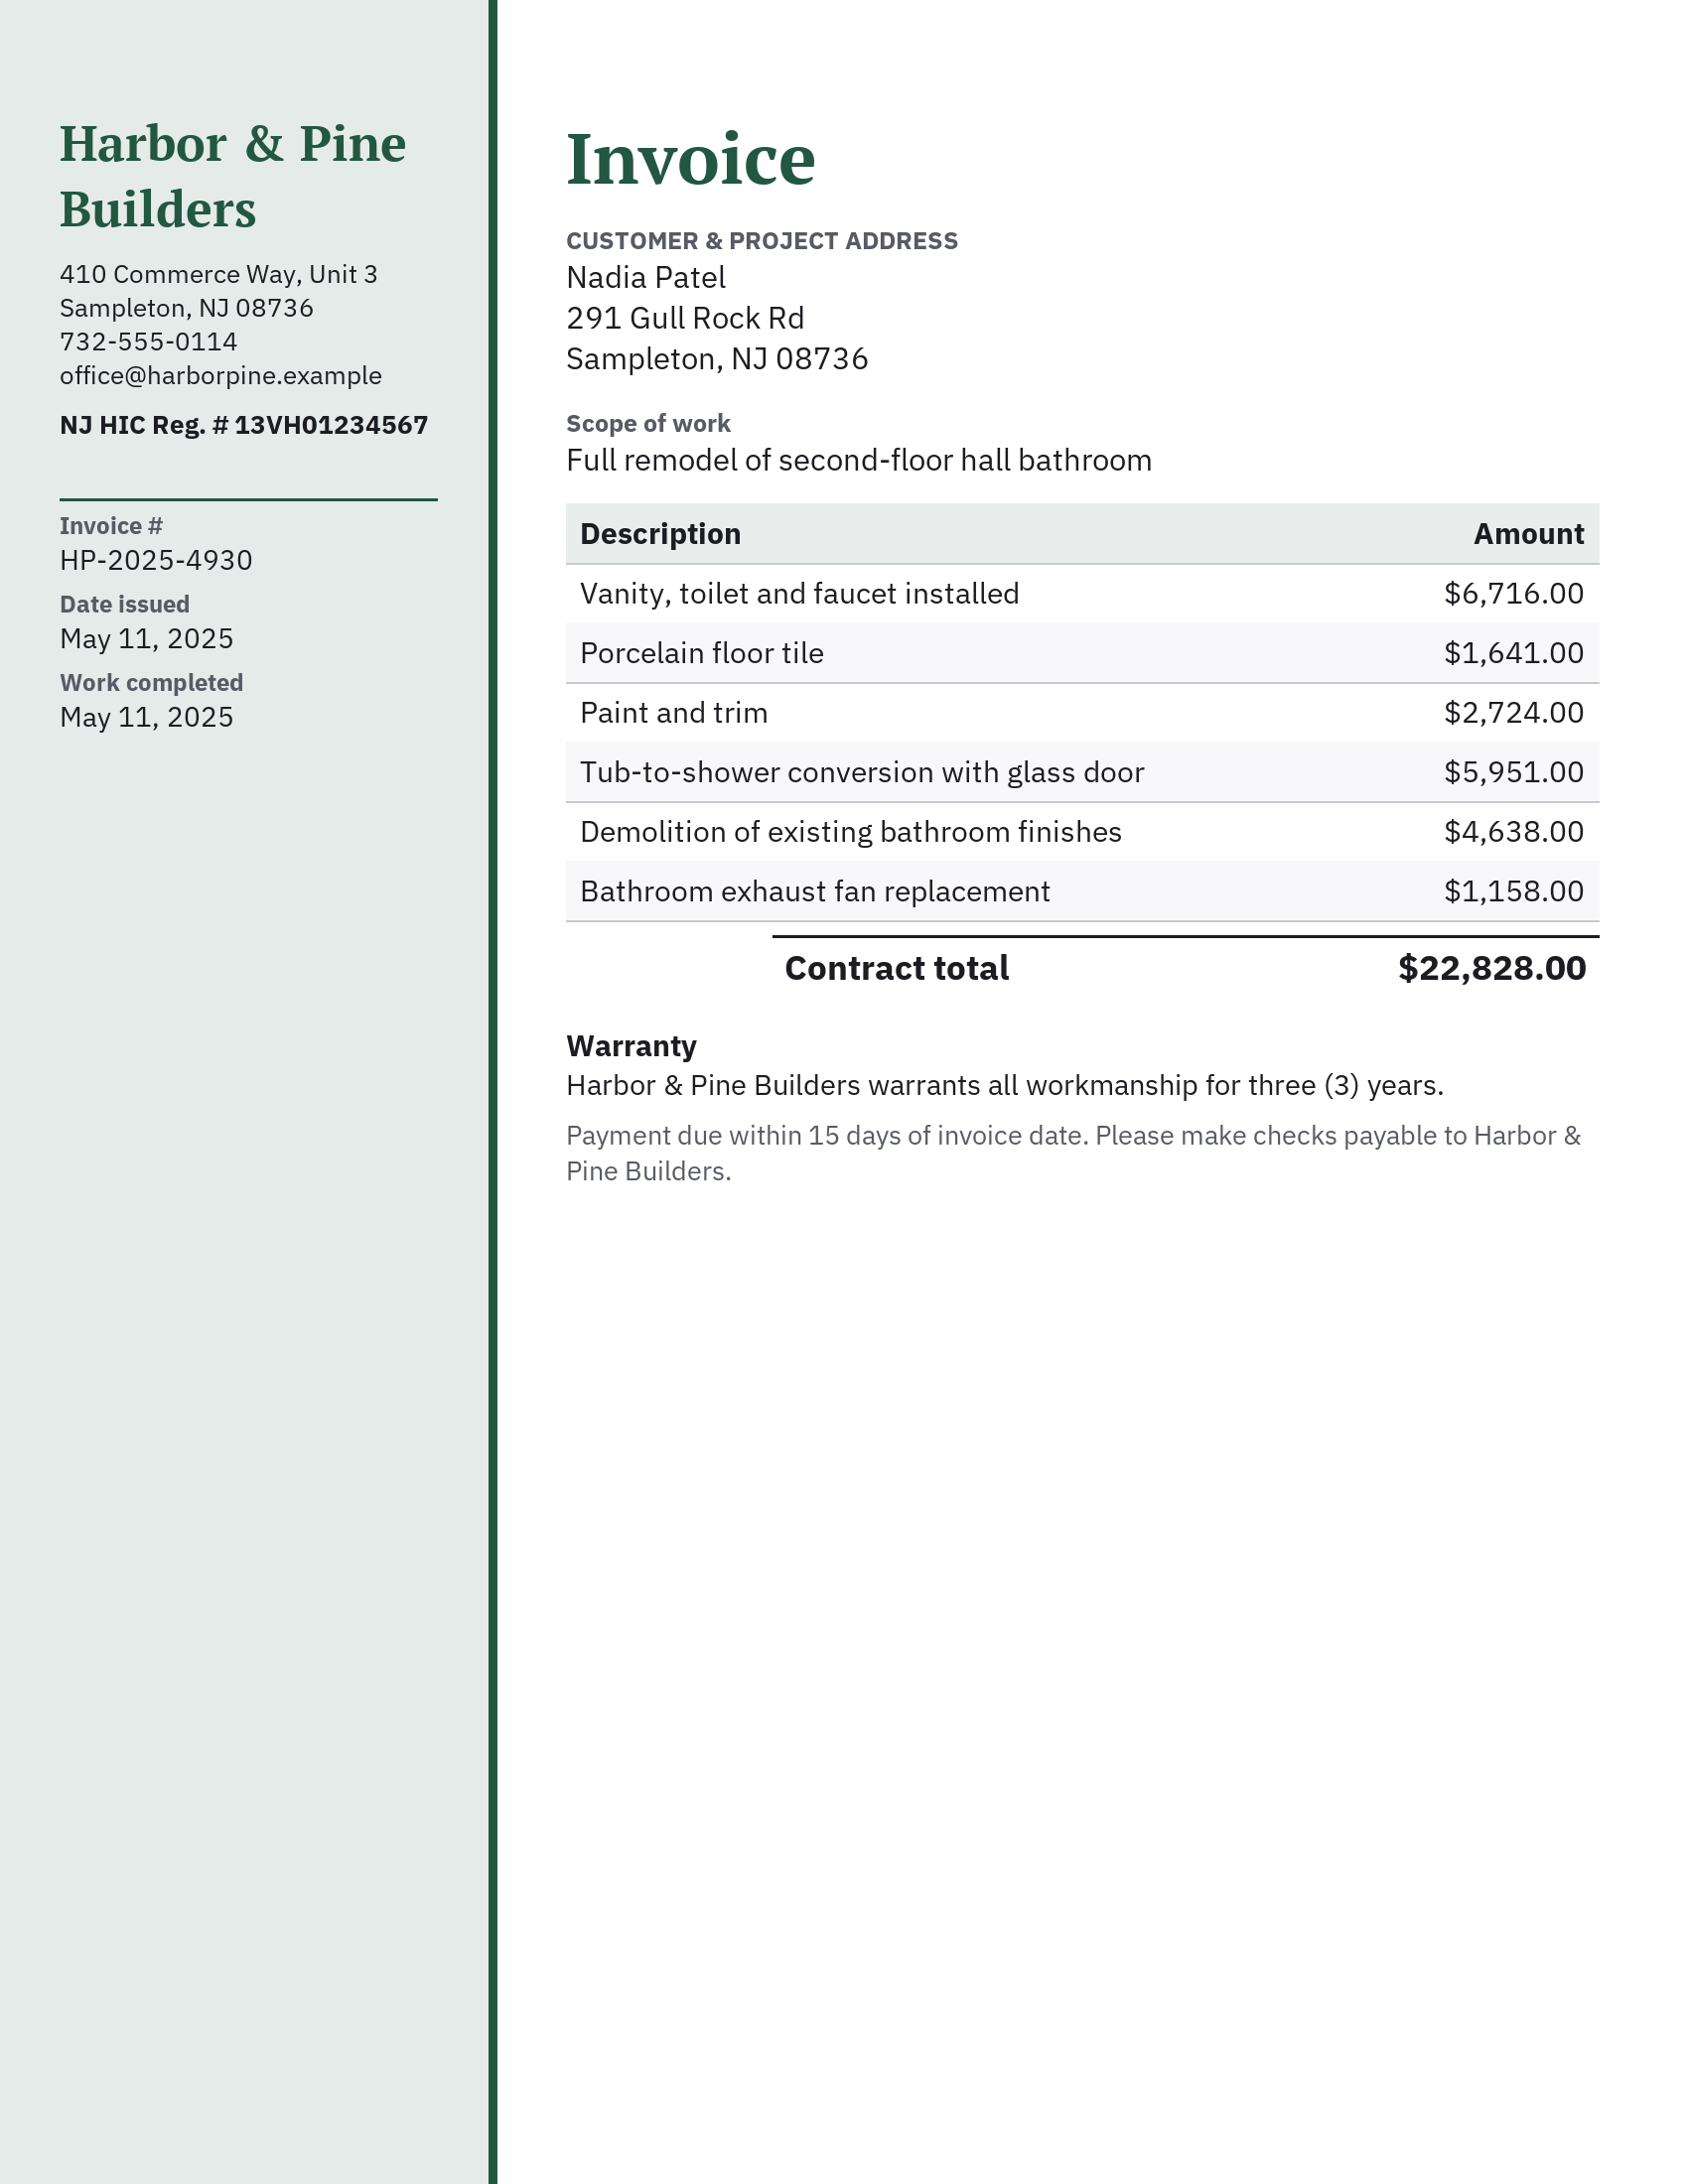 Harbor & Pine
Builders
410 Commerce Way, Unit 3
Sampleton, NJ 08736
732-555-0114
office@harborpine.example
NJ HIC Reg. # 13VH01234567
Invoice #
HP-2025-4930
Date issued
May 11, 2025
Work completed
May 11, 2025
Invoice
CUSTOMER & PROJECT ADDRESS
Nadia Patel
291 Gull Rock Rd
Sampleton, NJ 08736
Scope of work
Full remodel of second-floor hall bathroom
Description Amount
Vanity, toilet and faucet installed $6,716.00
Porcelain floor tile $1,641.00
Paint and trim $2,724.00
Tub-to-shower conversion with glass door $5,951.00
Demolition of existing bathroom finishes $4,638.00
Bathroom exhaust fan replacement $1,158.00
Contract total $22,828.00
Warranty
Harbor & Pine Builders warrants all workmanship for three (3) years.
Payment due within 15 days of invoice date. Please make checks payable to Harbor &
Pine Builders.